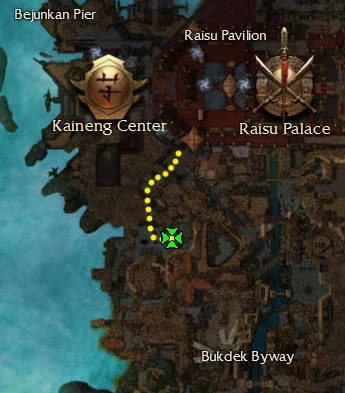 Bejunkan Pier
Raisu Pavilion
Kaineng Center
Raisu Palace
Bukdek Byway